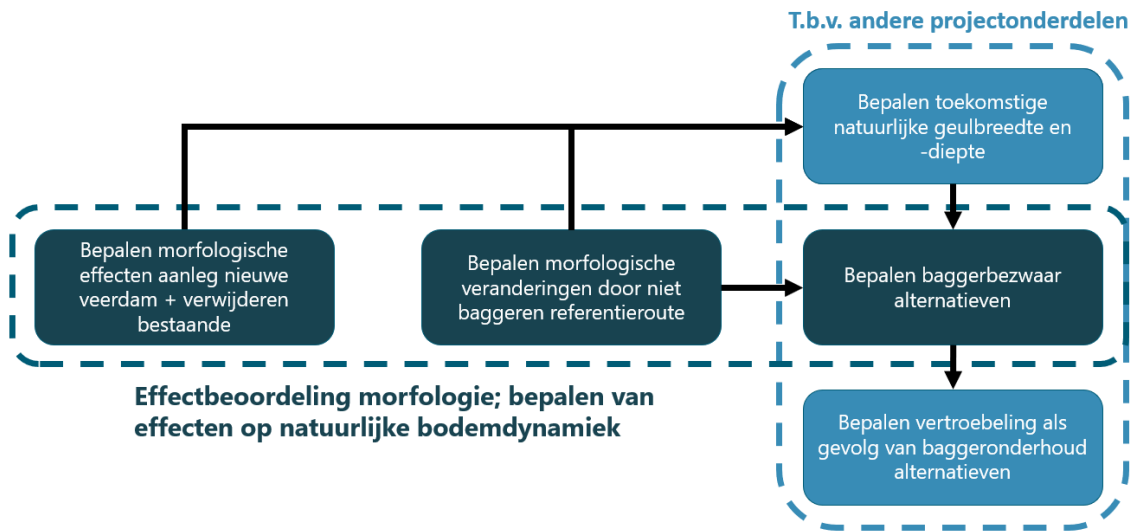 T.b.v. andere projectonderdelen
Bepalen toekomstige
natuurlijke geulbreedte en
-diepte
Bepalen morfologische
effecten aanleg nieuwe
veerdam + verwijderen
bestaande
Bepalen morfologische
veranderingen door niet
baggeren referentieroute
Bepalen baggerbezwaar
alternatieven
Effectbeoordeling morfologie; bepalen van
effecten op natuurlijke bodemdynamiek
Bepalen vertroebeling als
gevolg van baggeronderhoud
alternatieven